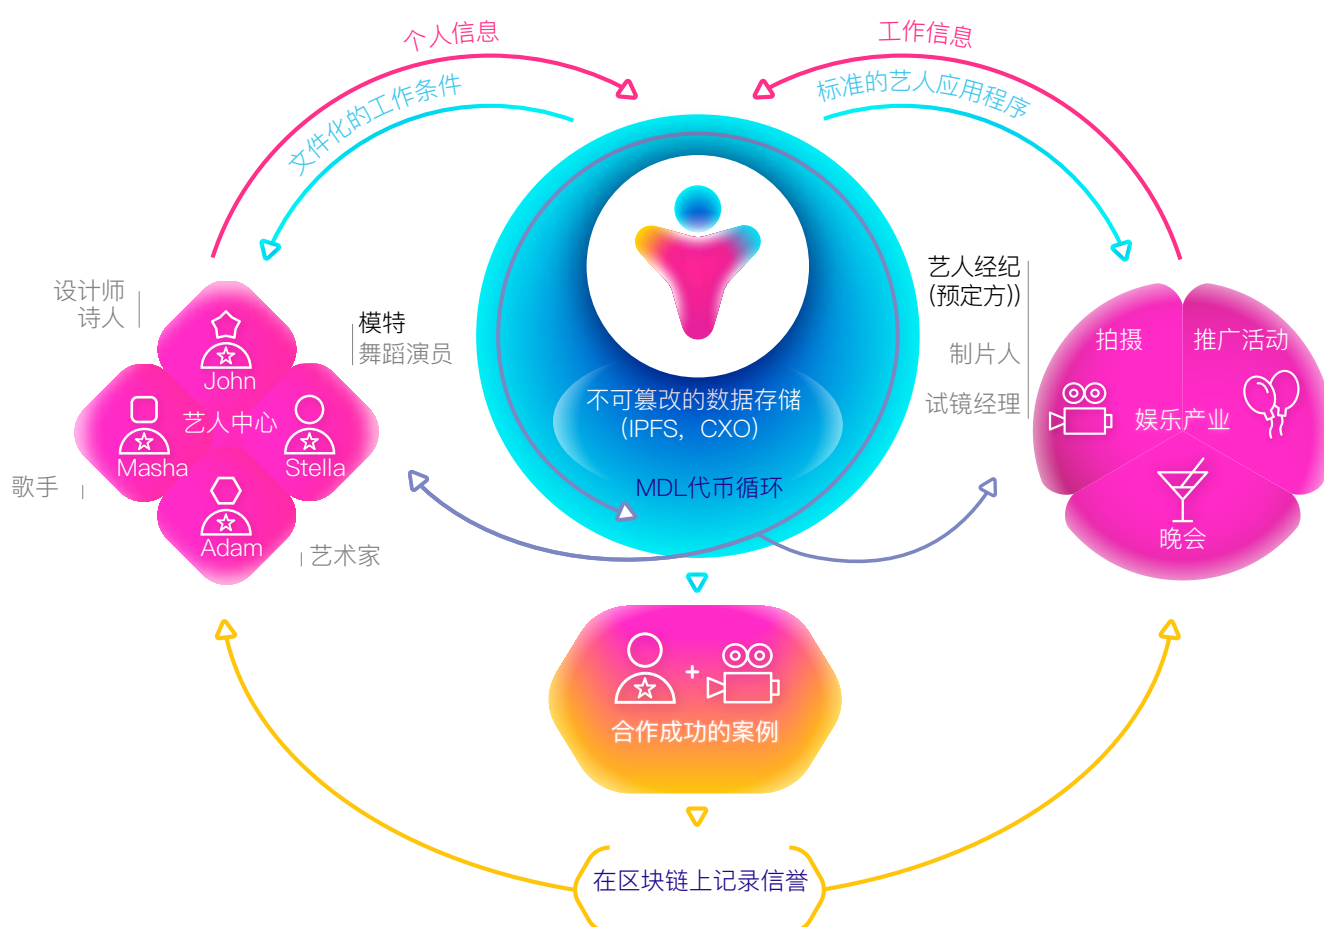 个人信息
工作信息
文件化的工作条件
标准的艺人应用程序
设计师
诗人
模特
舞蹈演员
John
艺人中心
Masha
Stella
Adam
歌手
艺术家
不可篡改的数据存储
(IPFS, CXO)
MDL代币循环
艺人经纪
(预定方))
制片人
试镜经理
拍摄
推广活动
娱乐产业
晚会
合作成功的案例
在区块链上记录信誉